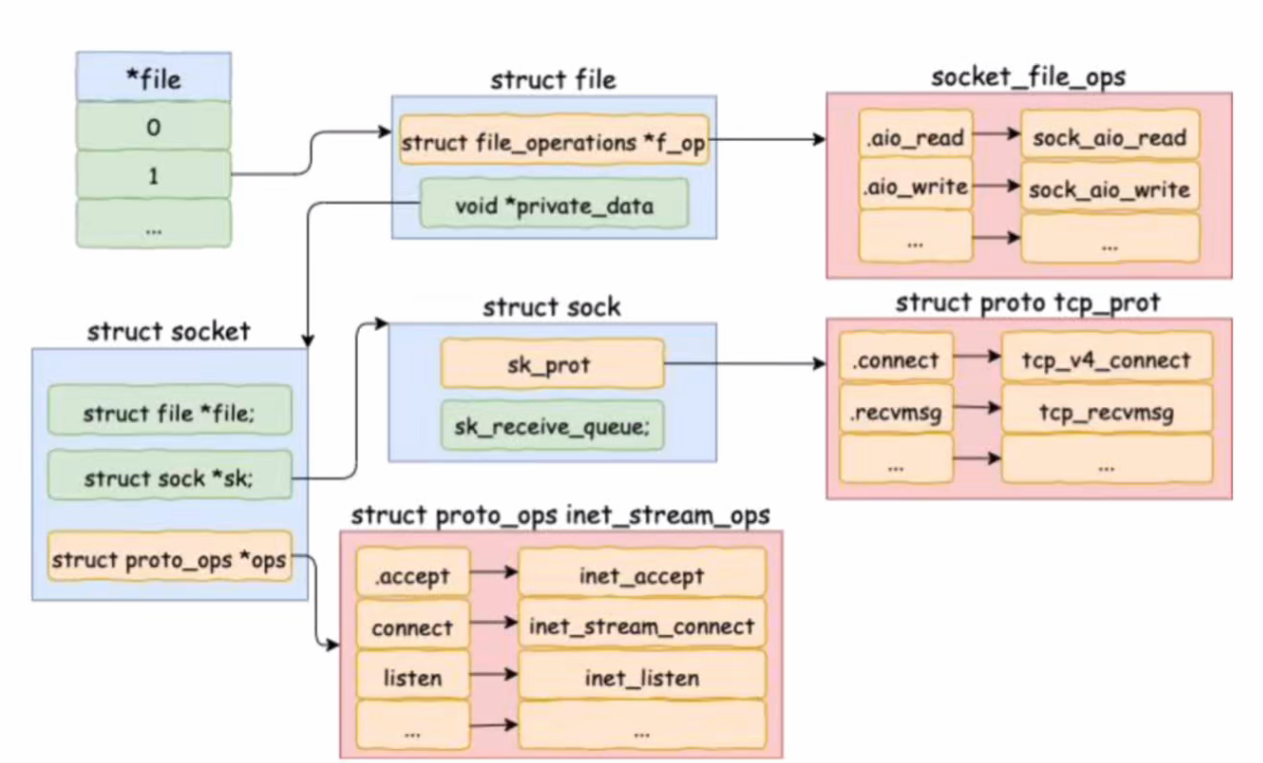 *file
0
1
...
struct file
struct file_operations *f_op
void *private_data
socket_file_ops
.aio_read
sock_aio_read
.aio_write
sock_aio_write
...
...
struct socket
struct file *file;
struct sock *sk;
struct proto_ops *ops
struct sock
sk_prot
sk_receive_queue;
struct proto tcp_prot
.connect
tcp_v4_connect
.recvmsg
tcp_recvmsg
...
...
struct proto_ops inet_stream_ops
.accept
inet_accept
connect
inet_stream_connect
listen
inet_listen
...
...